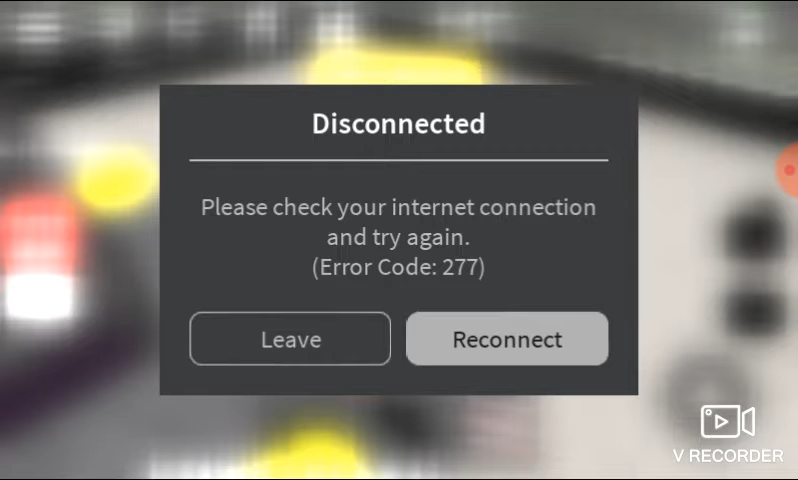 Disconnected
Please check your internet connection
and try again.
(Error Code: 277)
Leave
Reconnect
V RECORDER